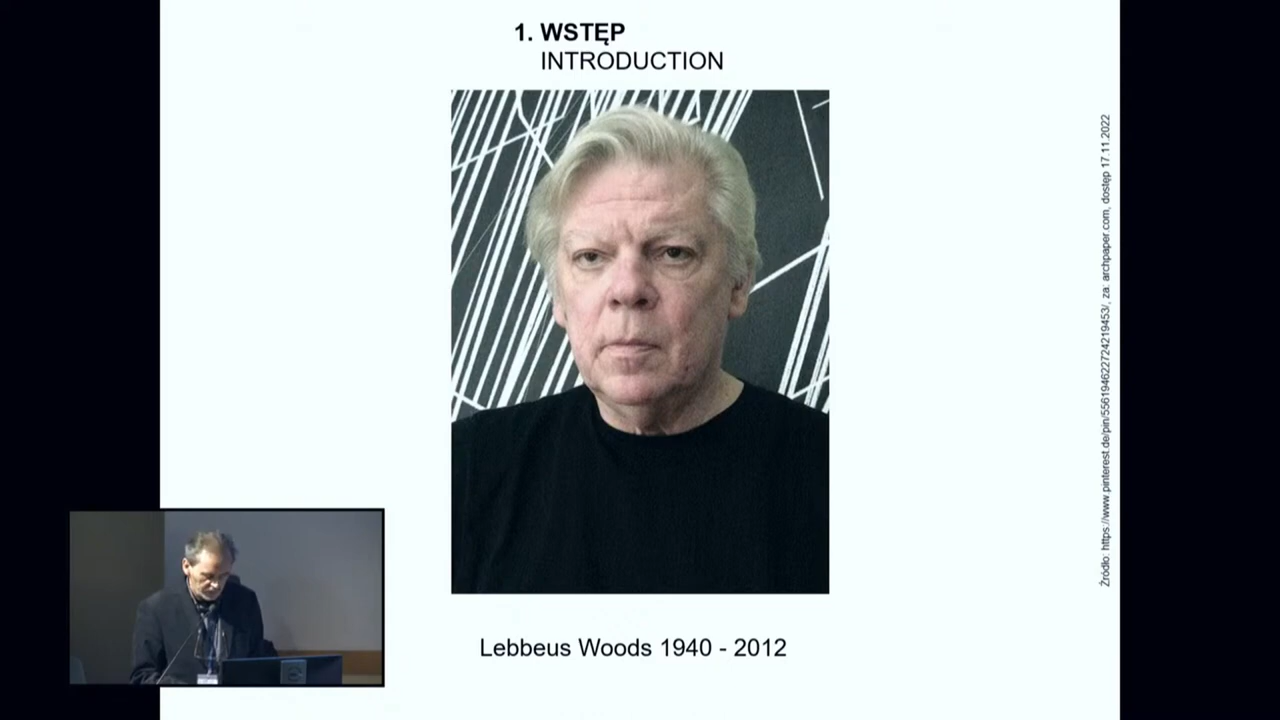 1. WSTĘP
INTRODUCTION
Źródło: https://www.pinterest.de/pin/556194622724219453/, za: archpaper.com, dostęp 17.11.2022
Lebbeus Woods 1940 - 2012